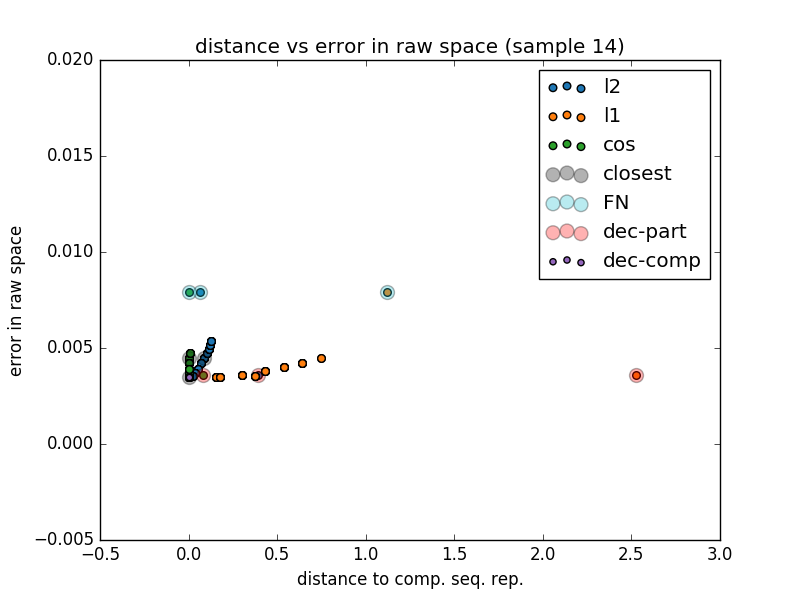 distance vs error in raw space (sample 14)
0.020
0.015
0.010
0.005
0.000
−0.005
error in raw space
l2
l1
cos
closest
FN
dec-part
dec-comp
−0.5 0.0 0.5 1.0 1.5 2.0 2.5 3.0
distance to comp. seq. rep.